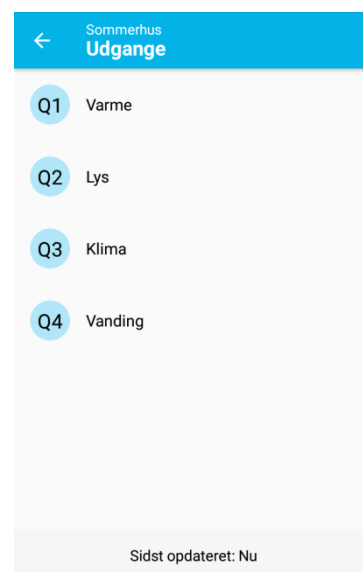 Sommerhus
Udgange
Q1 Varme
Q2 Lys
Q3 Klima
Q4 Vanding
Sidst opdateret: Nu